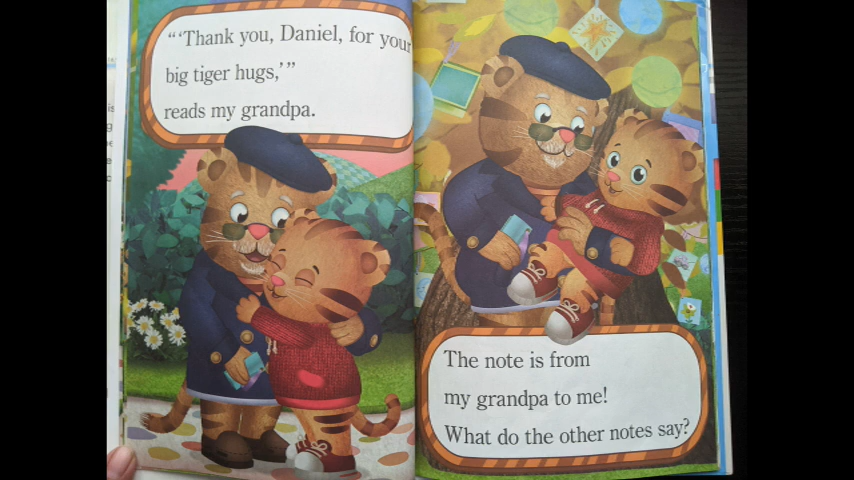 “‘Thank you, Daniel, for your
big tiger hugs,’”
reads my grandpa.
The note is from
my grandpa to me!
What do the other notes say?